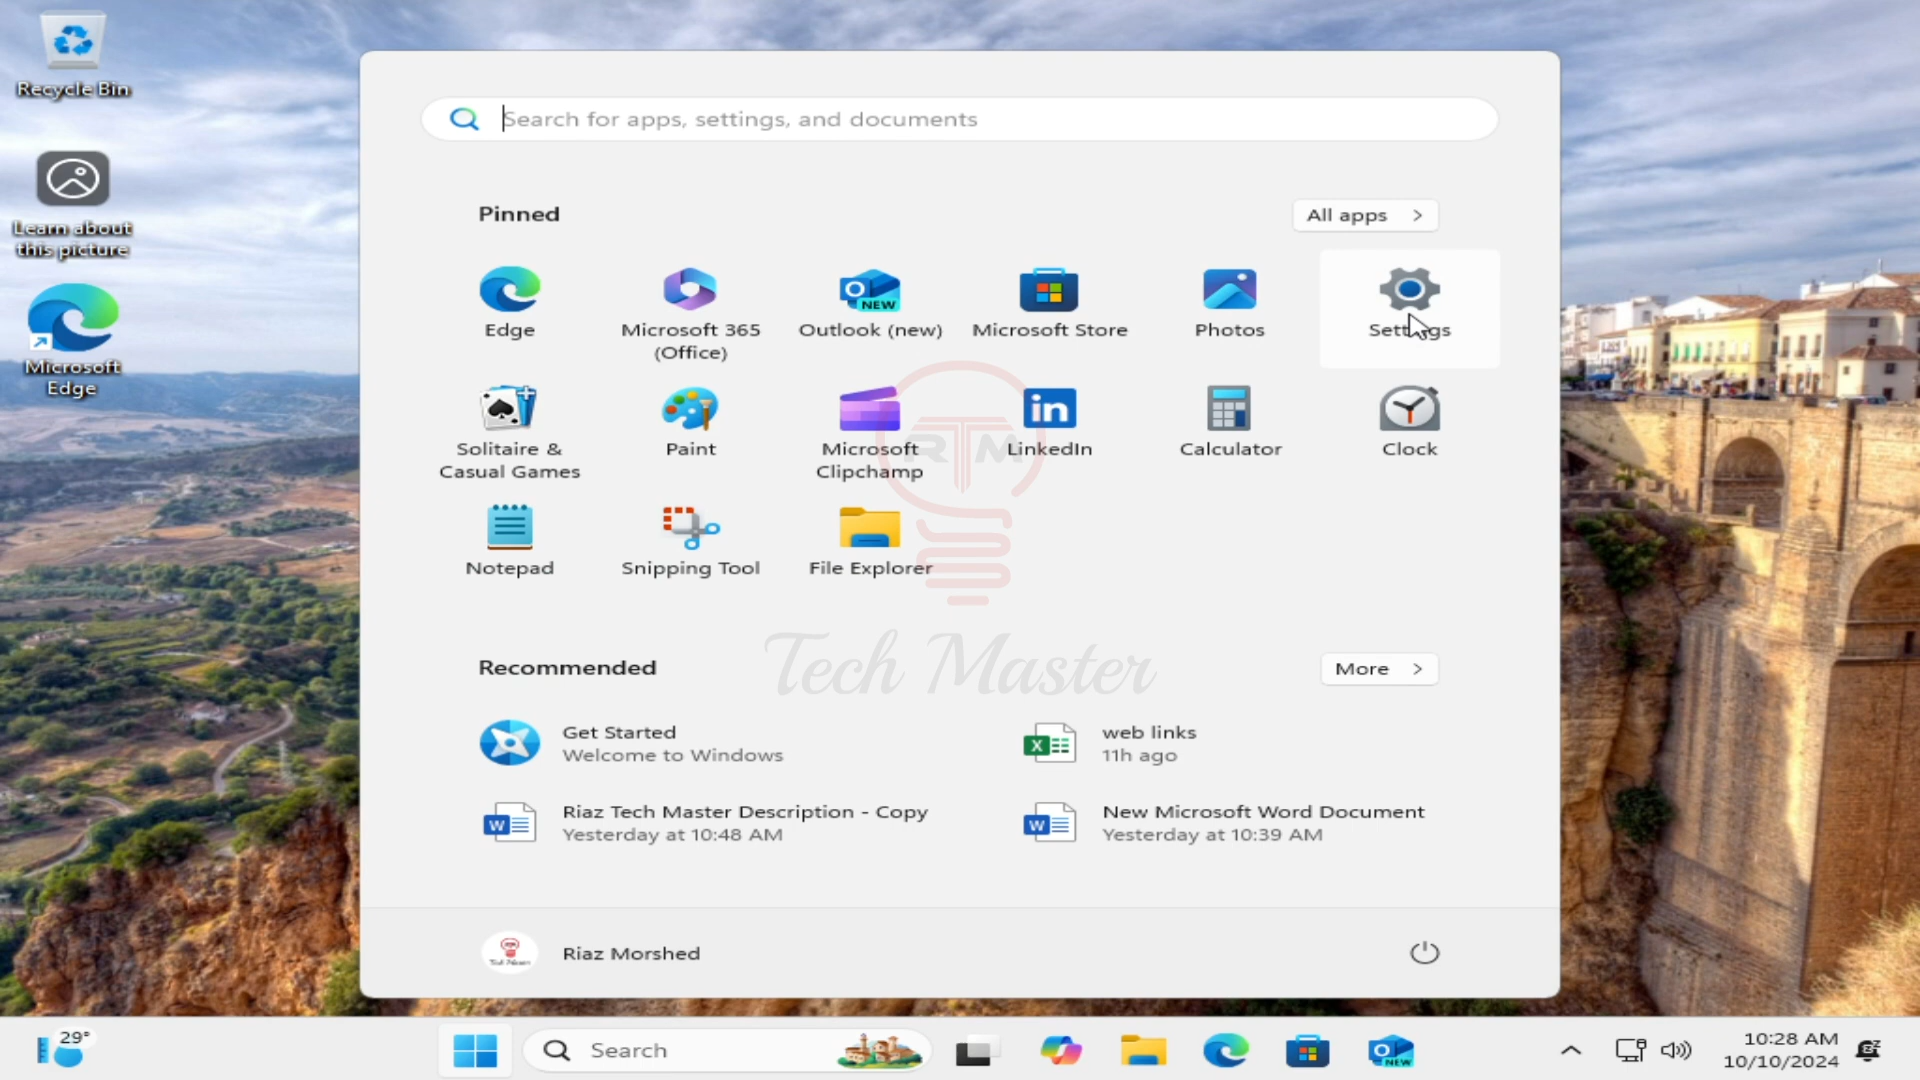 Recycle Bin
Learn about
this picture
Microsoft
Edge
Search for apps, settings, and documents
Pinned
All apps
Edge
Microsoft 365
(Office)
Outlook (new)
NEW
Microsoft Store
Photos
Settings
Solitaire &
Casual Games
Paint
Microsoft
Clipchamp
in
LinkedIn
Calculator
Clock
Notepad
Snipping Tool
File Explorer
RTM
Tech Master
Recommended
More
Get Started
Welcome to Windows
web links
11h ago
Riaz Tech Master Description - Copy
Yesterday at 10:48 AM
New Microsoft Word Document
Yesterday at 10:39 AM
Riaz Morshed
29°
Search
NEW
10:28 AM
10/10/2024